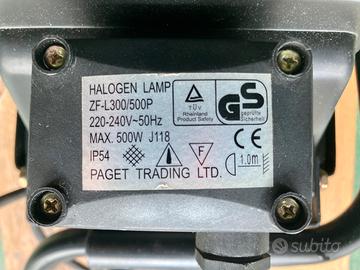 HALOGEN LAMP
ZF-L300/500P
220-240V~50Hz
MAX. 500W J118
IP54
F
1.0m
PAGET TRADING LTD.
TÜV
Rheinland
Product Safety
GS
geprüfte
Sicherheit
CE
subito